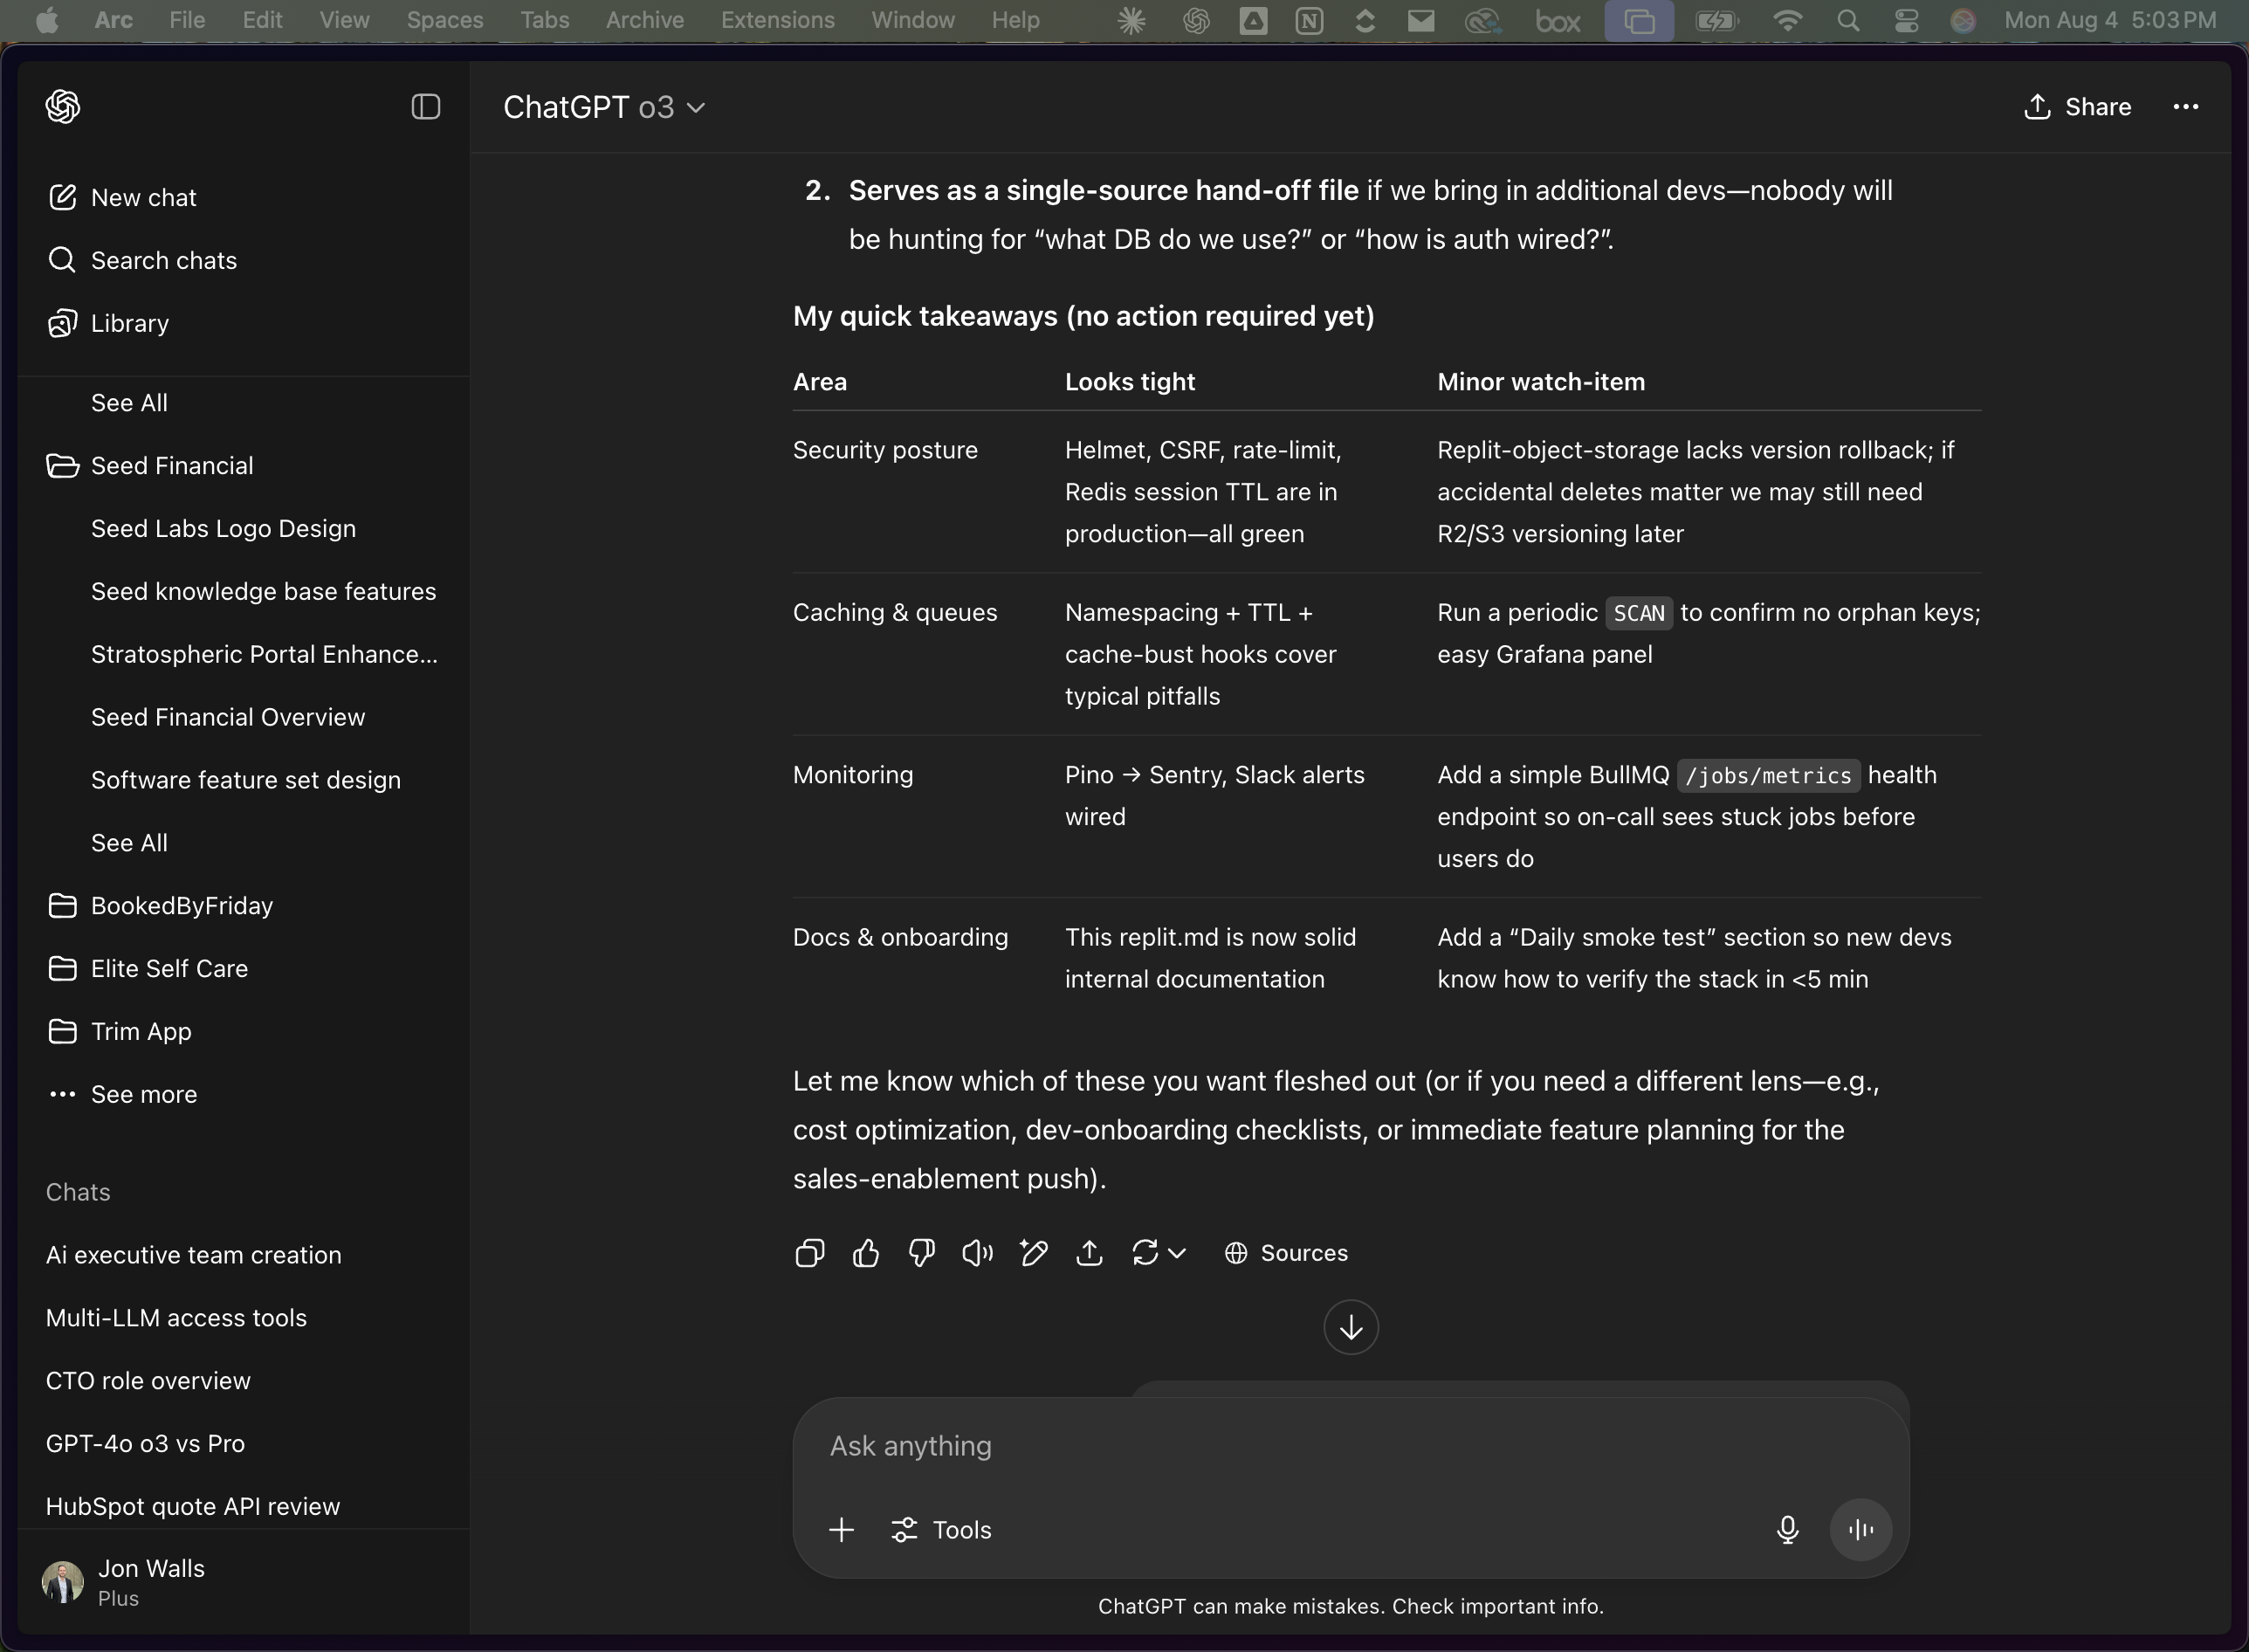 Arc File Edit View Spaces Tabs Archive Extensions Window Help box Mon Aug 4 5:03 PM
ChatGPT o3
Share
New chat
Search chats
Library
See All
Seed Financial
Seed Labs Logo Design
Seed knowledge base features
Stratospheric Portal Enhance...
Seed Financial Overview
Software feature set design
See All
BookedByFriday
Elite Self Care
Trim App
See more
Chats
Ai executive team creation
Multi-LLM access tools
CTO role overview
GPT-4o o3 vs Pro
HubSpot quote API review
Jon Walls
Plus
2. Serves as a single-source hand-off file if we bring in additional devs—nobody will
be hunting for “what DB do we use?” or “how is auth wired?”.
My quick takeaways (no action required yet)
Area Looks tight Minor watch-item
Security posture Helmet, CSRF, rate-limit, Replit-object-storage lacks version rollback; if
Redis session TTL are in accidental deletes matter we may still need
production—all green R2/S3 versioning later
Caching & queues Namespacing + TTL + Run a periodic SCAN to confirm no orphan keys;
cache-bust hooks cover easy Grafana panel
typical pitfalls
Monitoring Pino → Sentry, Slack alerts Add a simple BullMQ /jobs/metrics health
wired endpoint so on-call sees stuck jobs before
users do
Docs & onboarding This replit.md is now solid Add a “Daily smoke test” section so new devs
internal documentation know how to verify the stack in <5 min
Let me know which of these you want fleshed out (or if you need a different lens—e.g.,
cost optimization, dev-onboarding checklists, or immediate feature planning for the
sales-enablement push).
Sources
Ask anything
Tools
ChatGPT can make mistakes. Check important info.